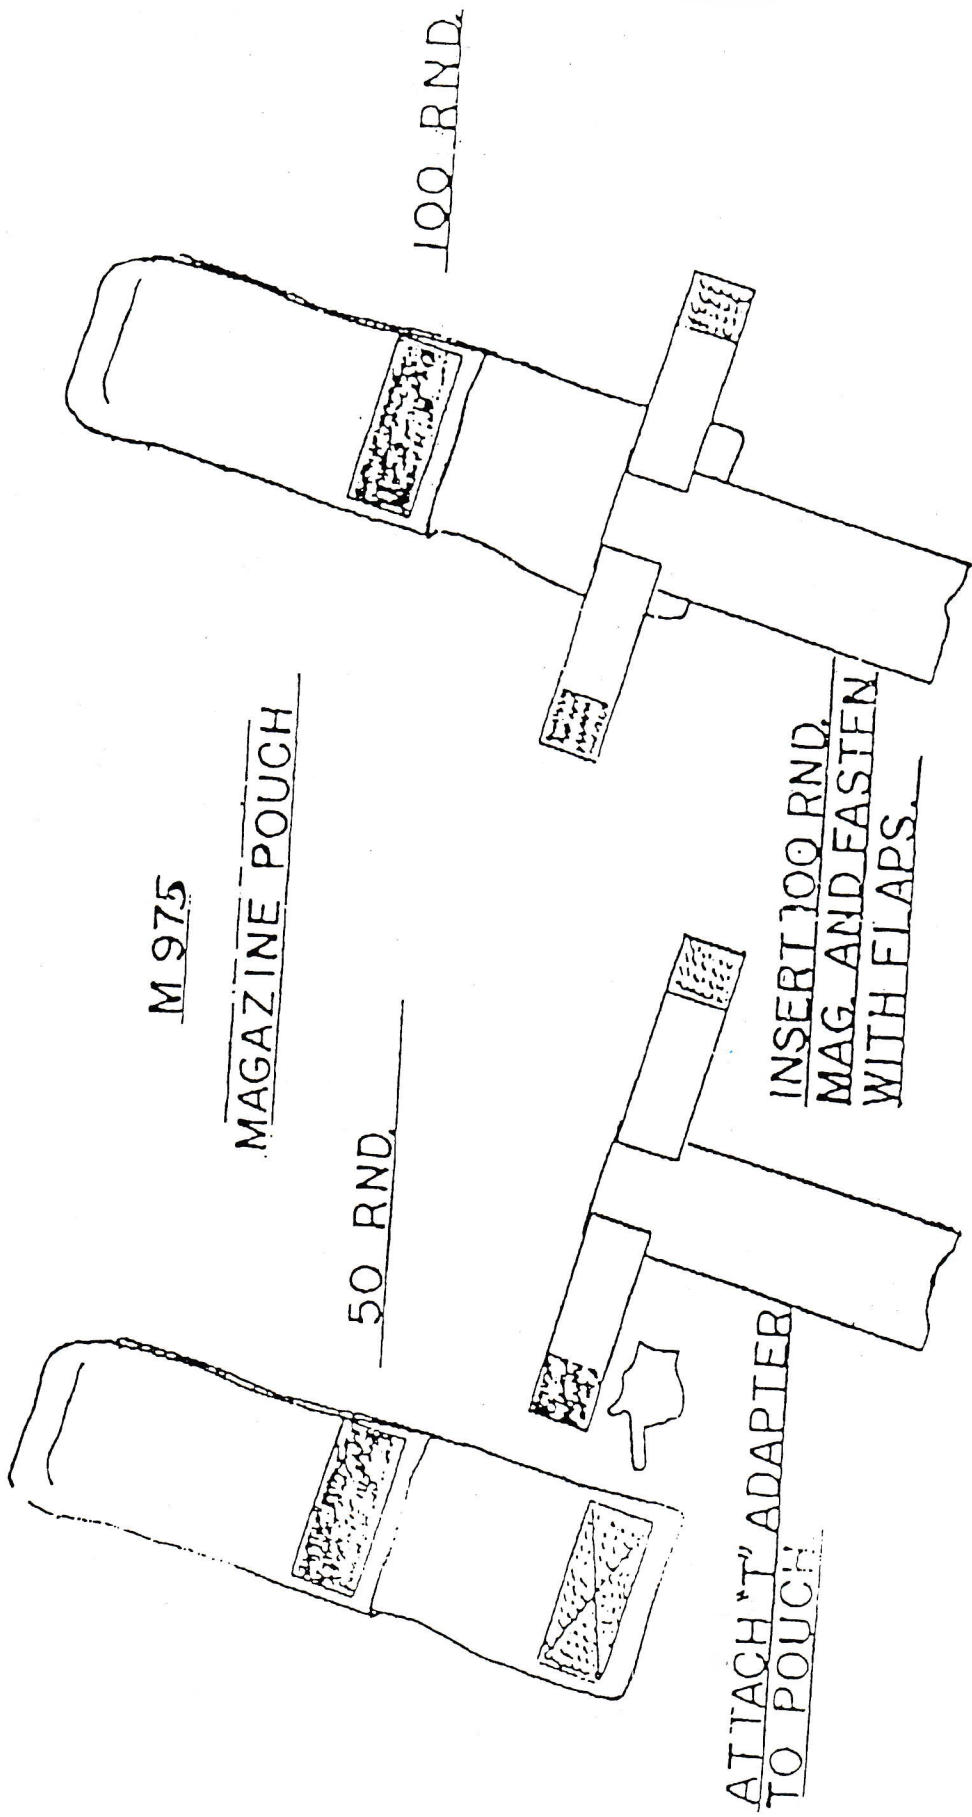 M 975
MAGAZINE POUCH
50 RND.
100 RND.
ATTACH "T" ADAPTER
TO POUCH
INSERT 100 RND.
MAG. AND FASTEN
WITH FLAPS.